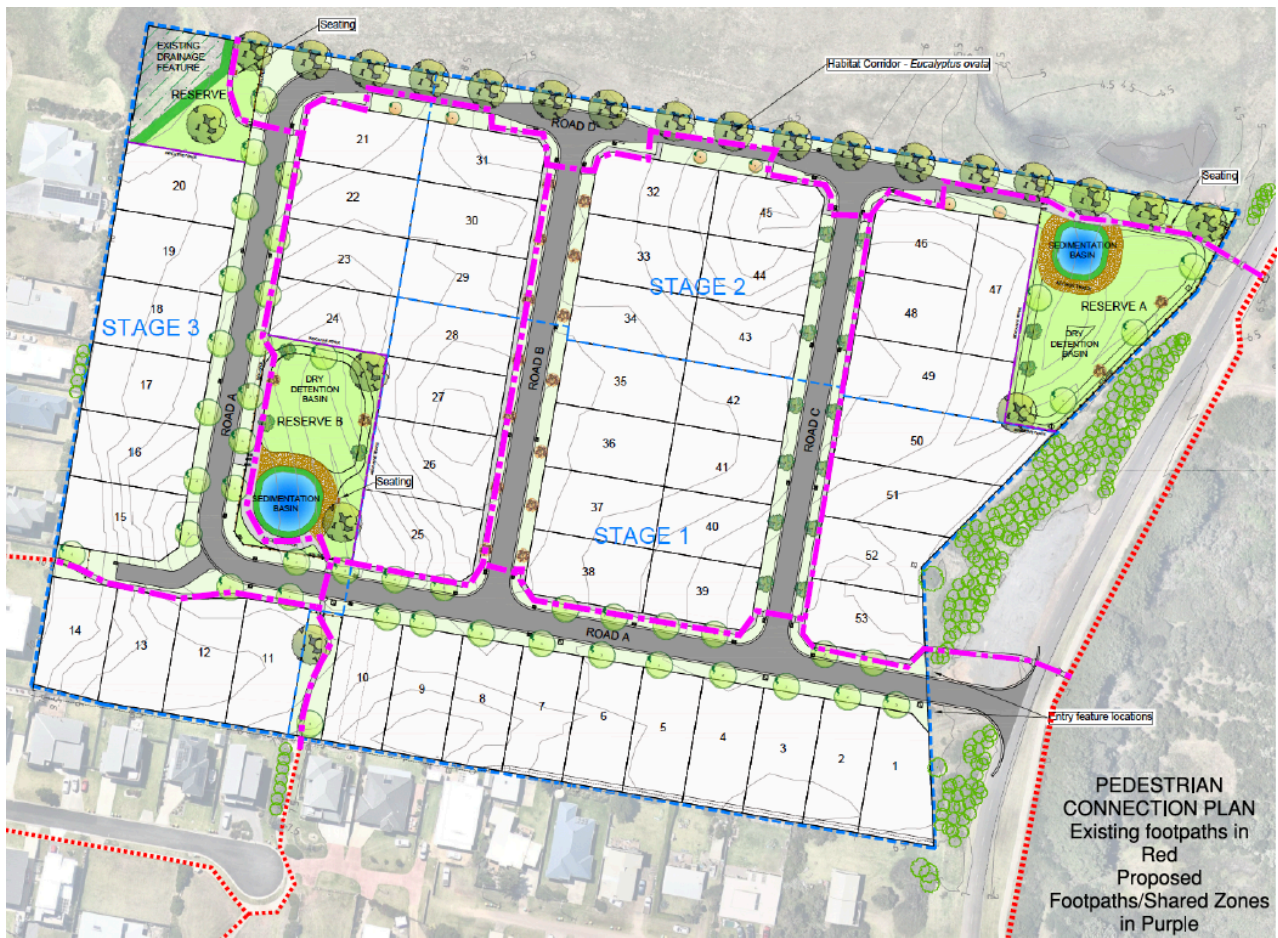 Seating
EXISTING
DRAINAGE
FEATURE
RESERVE
Habitat Corridor - Eucalyptus ovata
ROAD D
Seating
21
31
20
22
30
32
45
46
19
23
29
33
44
47
SEDIMENTATION
BASIN
RESERVE A
DRY
DETENTION
BASIN
STAGE 3
18
24
28
STAGE 2
34
43
48
17
ROAD A
DRY
DETENTION
BASIN
RESERVE B
27
ROAD B
35
42
ROAD C
49
16
26
36
41
50
Seating
SEDIMENTATION
BASIN
15
25
37
40
51
STAGE 1
38
39
52
53
ROAD A
14
13
12
11
10
9
8
7
6
5
4
3
2
1
Entry feature locations
PEDESTRIAN
CONNECTION PLAN
Existing footpaths in
Red
Proposed
Footpaths/Shared Zones
in Purple